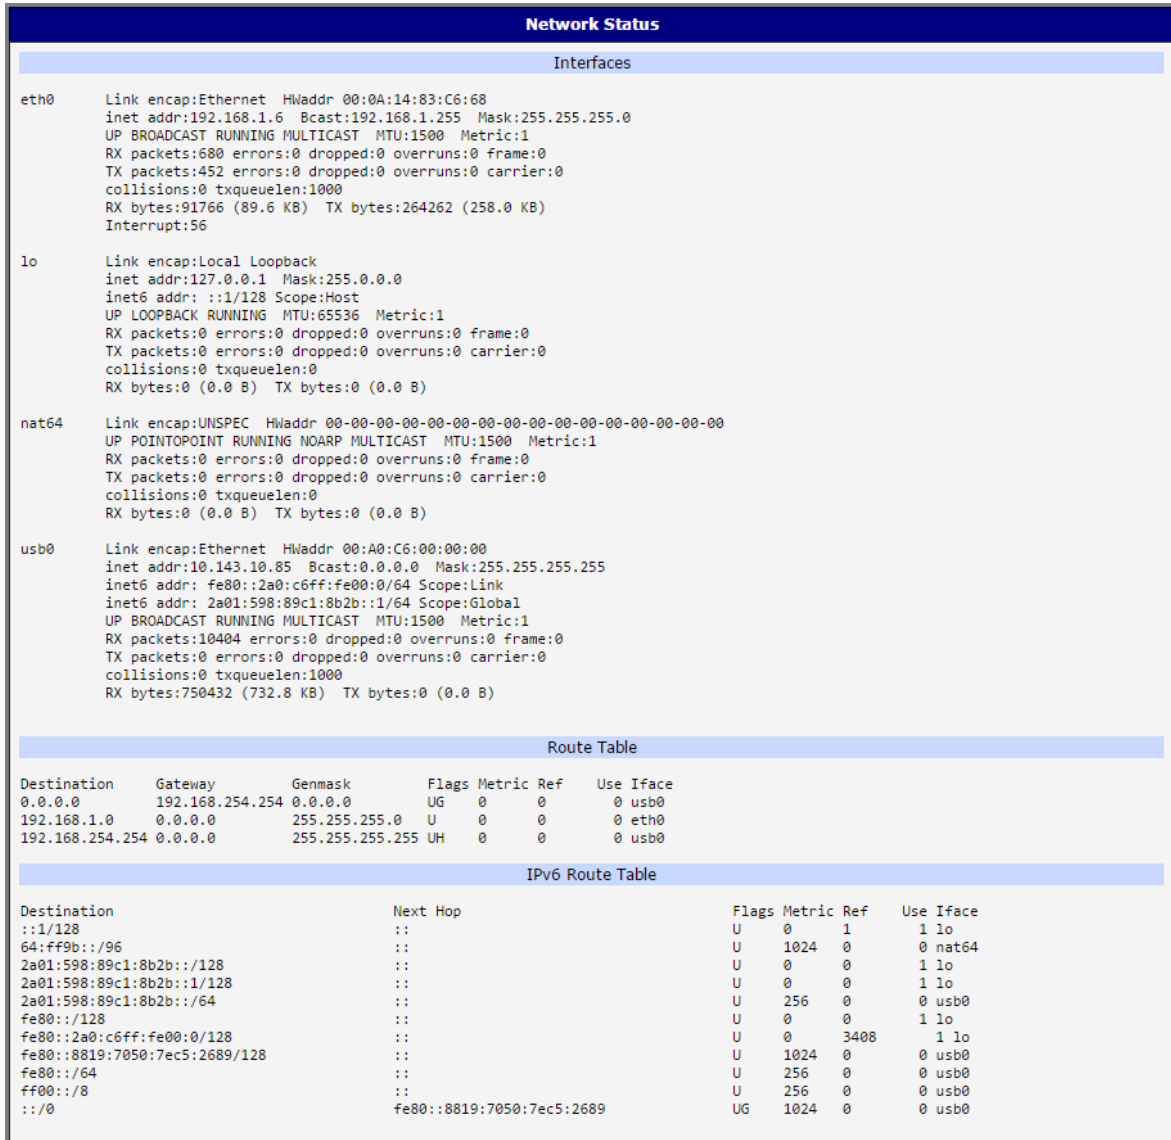 Network Status
Interfaces
eth0 Link encap:Ethernet HWaddr 00:0A:14:83:C6:68
inet addr:192.168.1.6 Bcast:192.168.1.255 Mask:255.255.255.0
UP BROADCAST RUNNING MULTICAST MTU:1500 Metric:1
RX packets:680 errors:0 dropped:0 overruns:0 frame:0
TX packets:452 errors:0 dropped:0 overruns:0 carrier:0
collisions:0 txqueuelen:1000
RX bytes:91766 (89.6 KB) TX bytes:264262 (258.0 KB)
Interrupt:56
lo Link encap:Local Loopback
inet addr:127.0.0.1 Mask:255.0.0.0
inet6 addr: ::1/128 Scope:Host
UP LOOPBACK RUNNING MTU:65536 Metric:1
RX packets:0 errors:0 dropped:0 overruns:0 frame:0
TX packets:0 errors:0 dropped:0 overruns:0 carrier:0
collisions:0 txqueuelen:0
RX bytes:0 (0.0 B) TX bytes:0 (0.0 B)
nat64 Link encap:UNSPEC HWaddr 00-00-00-00-00-00-00-00-00-00-00-00-00-00-00-00
UP POINTOPOINT RUNNING NOARP MULTICAST MTU:1500 Metric:1
RX packets:0 errors:0 dropped:0 overruns:0 frame:0
TX packets:0 errors:0 dropped:0 overruns:0 carrier:0
collisions:0 txqueuelen:0
RX bytes:0 (0.0 B) TX bytes:0 (0.0 B)
usb0 Link encap:Ethernet HWaddr 00:A0:C6:00:00:00
inet addr:10.143.10.85 Bcast:0.0.0.0 Mask:255.255.255.255
inet6 addr: fe80::2a0:c6ff:fe00:0/64 Scope:Link
inet6 addr: 2a01:598:89c1:8b2b::1/64 Scope:Global
UP BROADCAST RUNNING MULTICAST MTU:1500 Metric:1
RX packets:10404 errors:0 dropped:0 overruns:0 frame:0
TX packets:0 errors:0 dropped:0 overruns:0 carrier:0
collisions:0 txqueuelen:1000
RX bytes:750432 (732.8 KB) TX bytes:0 (0.0 B)
Route Table
Destination Gateway Genmask Flags Metric Ref Use Iface
0.0.0.0 192.168.254.254 0.0.0.0 UG 0 0 0 usb0
192.168.1.0 0.0.0.0 255.255.255.0 U 0 0 0 eth0
192.168.254.254 0.0.0.0 255.255.255.255 UH 0 0 0 usb0
IPv6 Route Table
Destination Next Hop Flags Metric Ref Use Iface
::1/128 :: U 0 1 1 lo
64:ff9b::/96 :: U 1024 0 0 nat64
2a01:598:89c1:8b2b::/128 :: U 0 0 1 lo
2a01:598:89c1:8b2b::1/128 :: U 0 0 1 lo
2a01:598:89c1:8b2b::/64 :: U 256 0 0 usb0
fe80::/128 :: U 0 0 1 lo
fe80::2a0:c6ff:fe00:0/128 :: U 0 3408 1 lo
fe80::8819:7050:7ec5:2689/128 :: U 1024 0 0 usb0
fe80::/64 :: U 256 0 0 usb0
ff00::/8 :: U 256 0 0 usb0
::/0 fe80::8819:7050:7ec5:2689 UG 1024 0 0 usb0